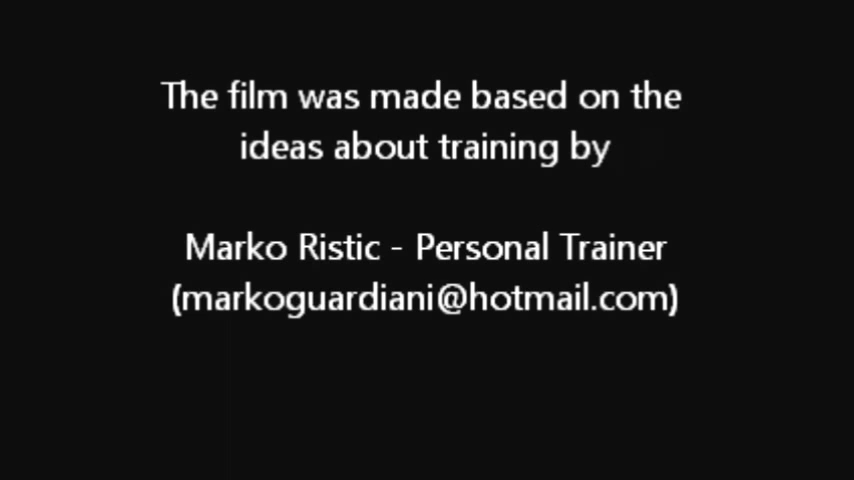 The film was made based on the
ideas about training by
Marko Ristic - Personal Trainer
(markoguardiani@hotmail.com)